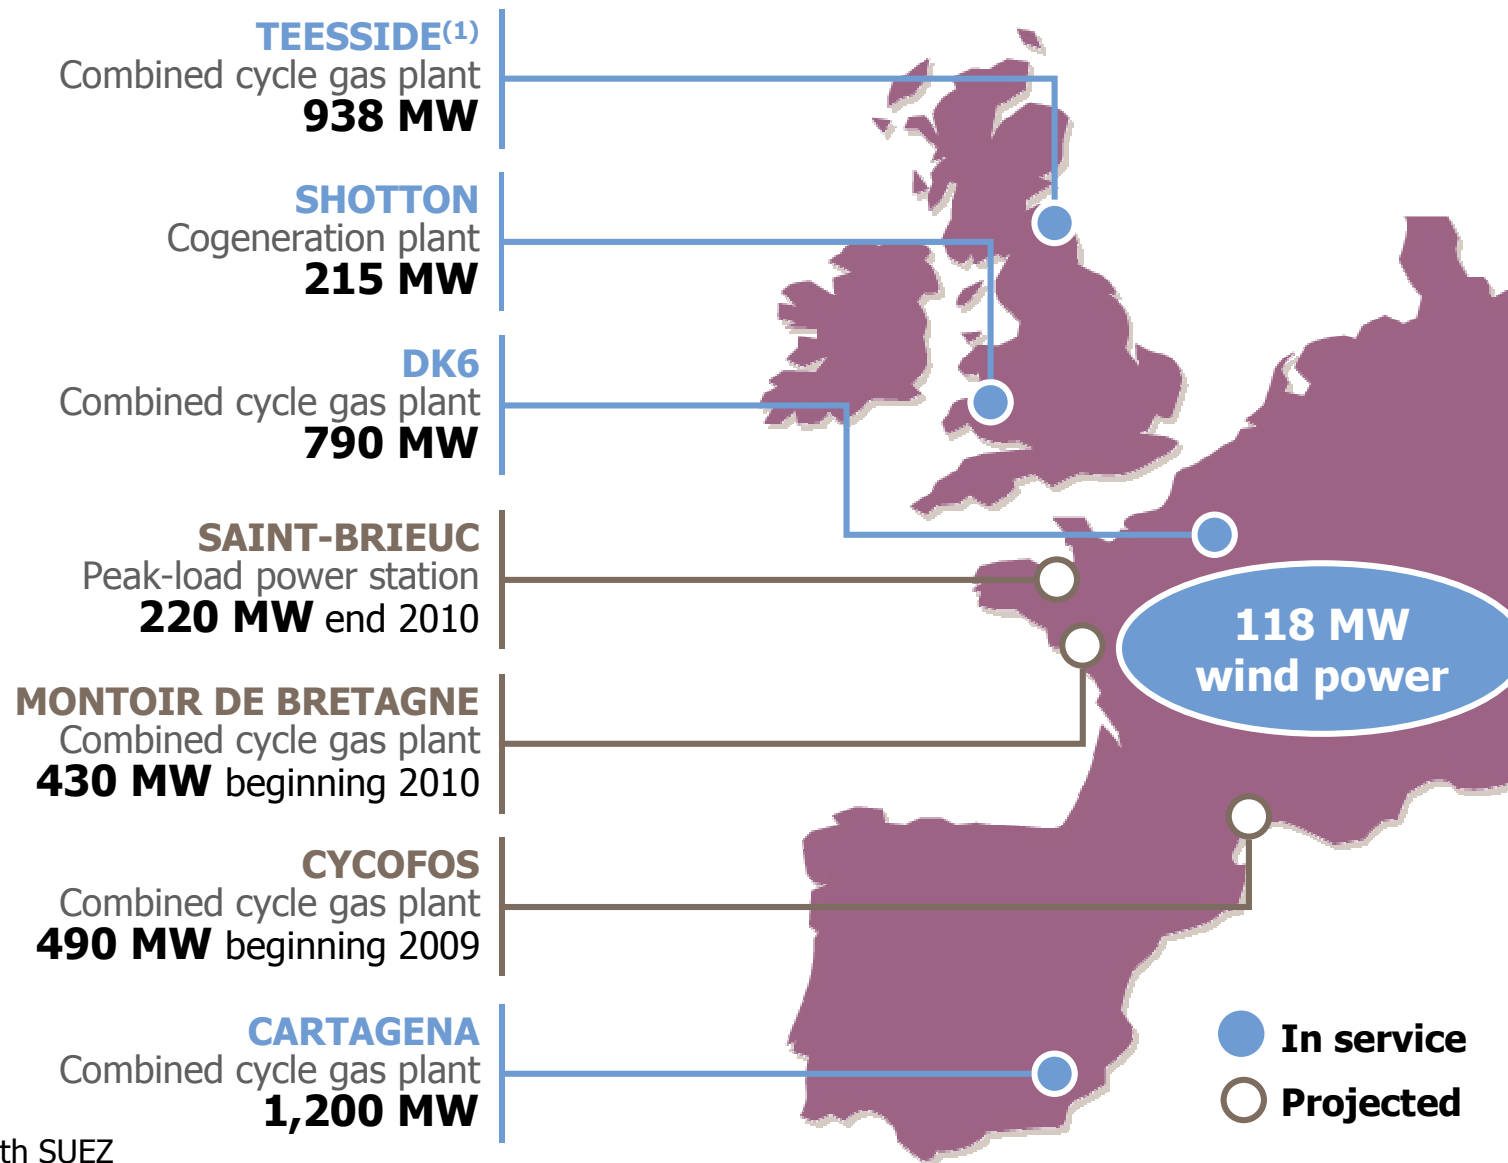 TEESSIDE(1)
Combined cycle gas plant
938 MW
SHOTTON
Cogeneration plant
215 MW
DK6
Combined cycle gas plant
790 MW
SAINT-BRIEUC
Peak-load power station
220 MW end 2010
MONTOIR DE BRETAGNE
Combined cycle gas plant
430 MW beginning 2010
CYCOFOS
Combined cycle gas plant
490 MW beginning 2009
CARTAGENA
Combined cycle gas plant
1,200 MW
118 MW
wind power
In service
Projected
SUEZ